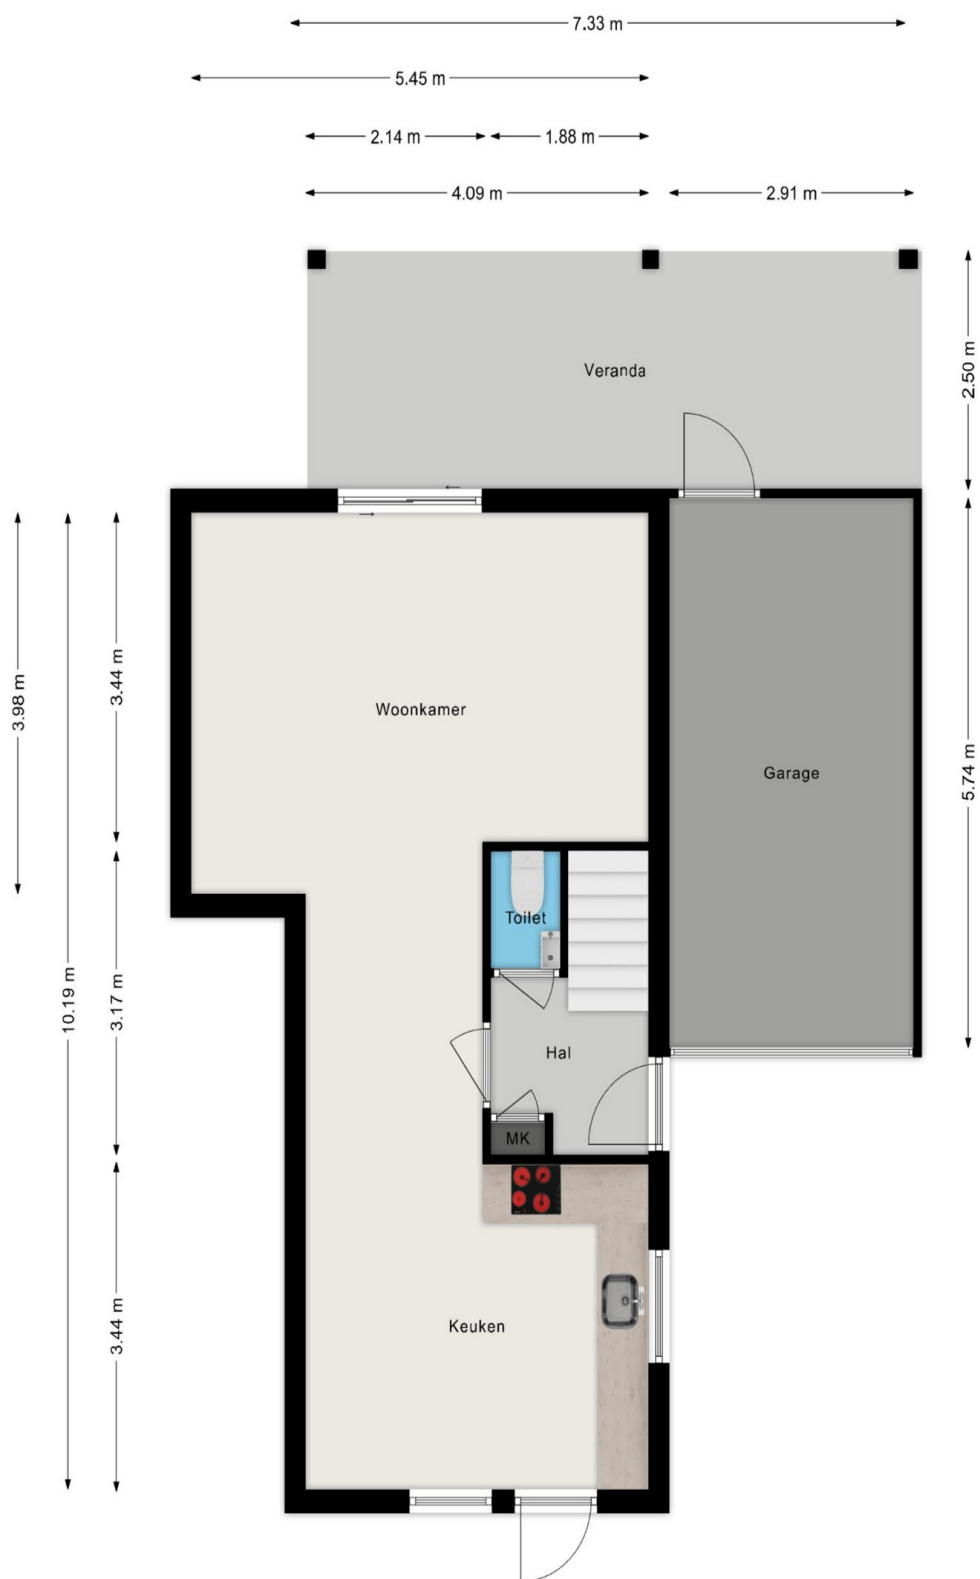 7.33 m
5.45 m
2.14 m
1.88 m
4.09 m
2.91 m
Veranda
2.50 m
3.98 m
10.19 m
3.44 m
Woonkamer
Garage
5.74 m
Toilet
3.17 m
Hal
MK
3.44 m
Keuken